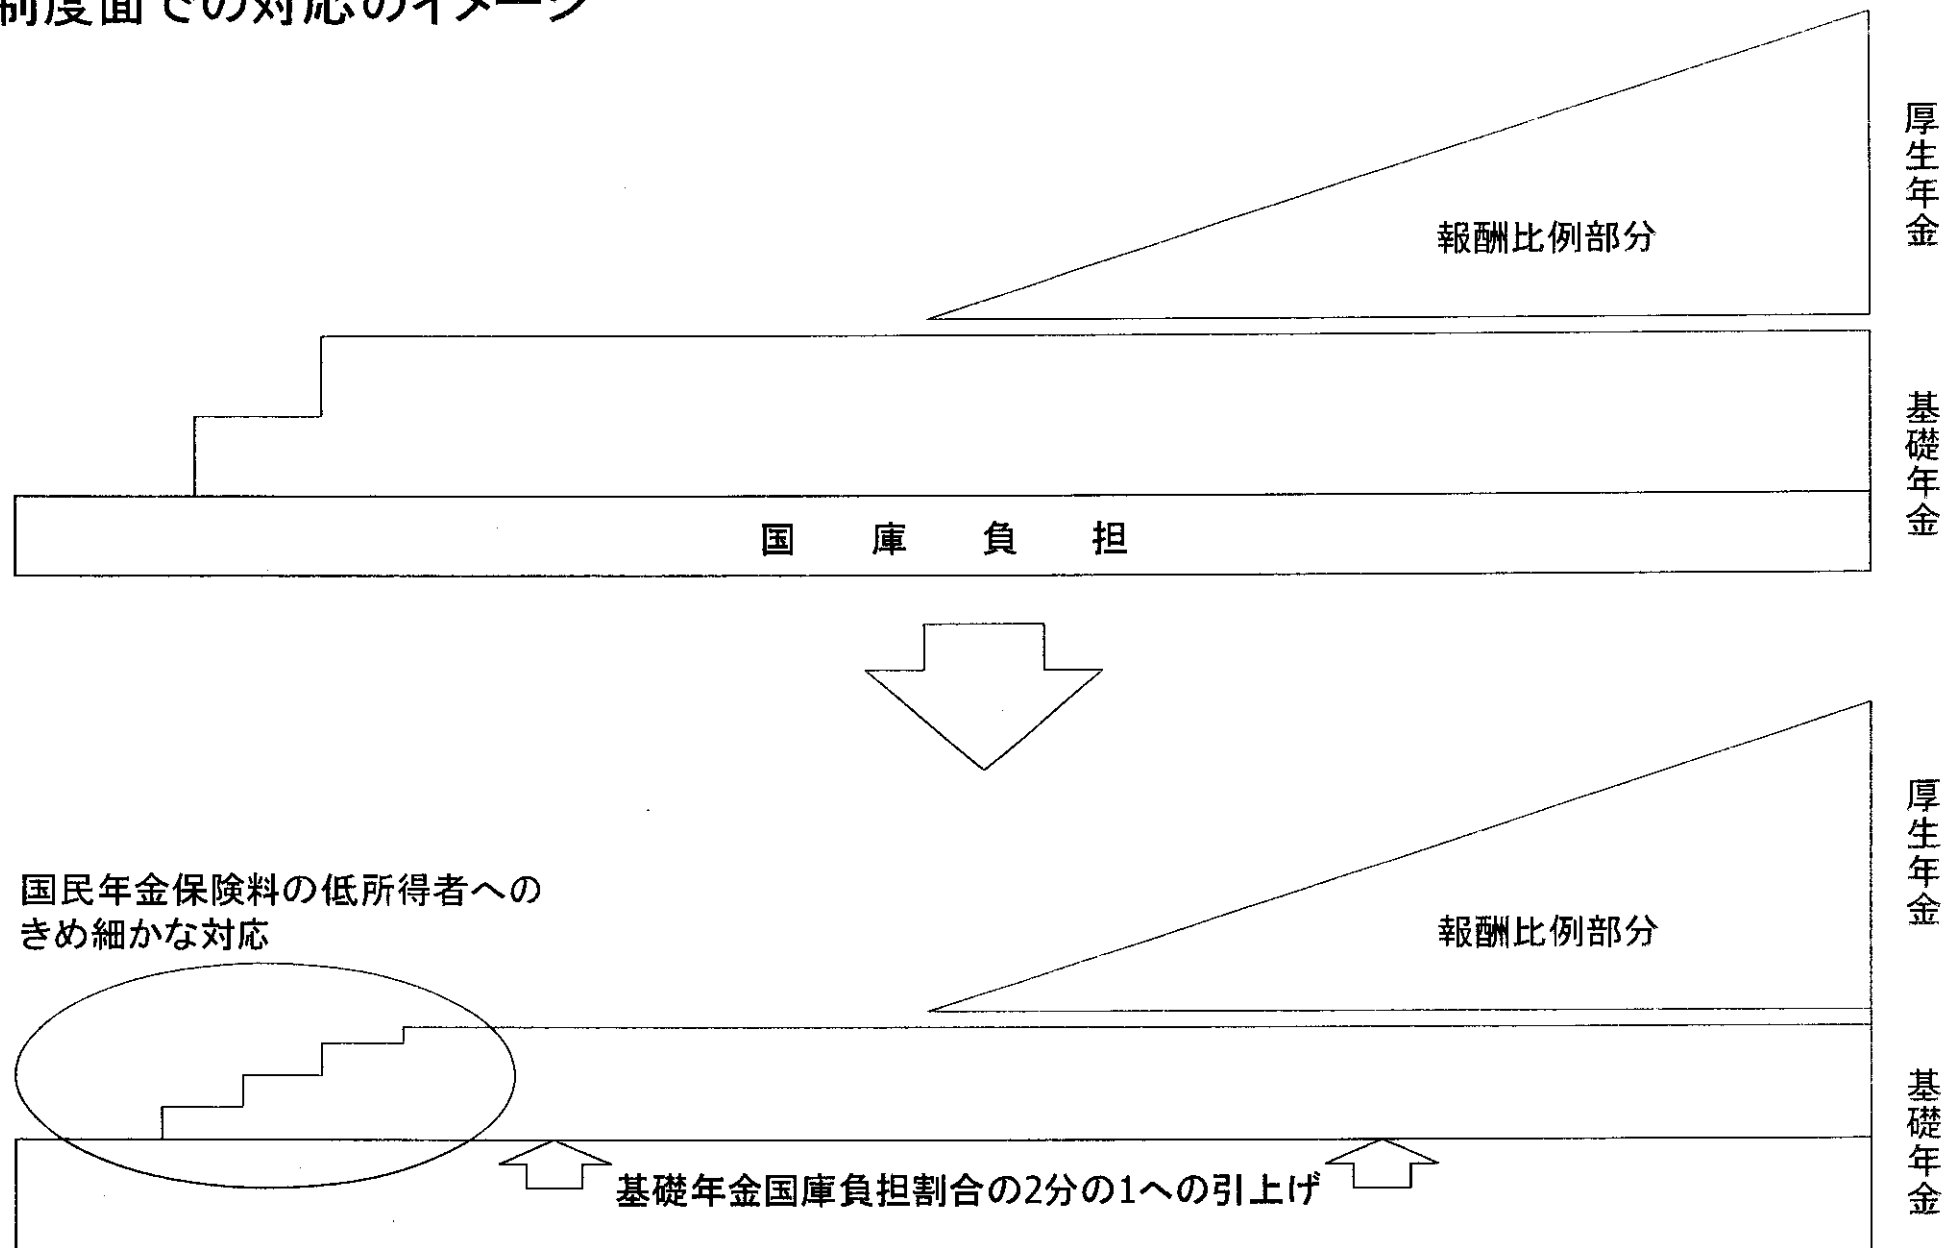 制度面での対応のイメージ
厚生年金
報酬比例部分
基礎年金
国庫負担
厚生年金
国民年金保険料の低所得者への
きめ細かな対応
報酬比例部分
基礎年金
基礎年金国庫負担割合の2分の1への引上げ